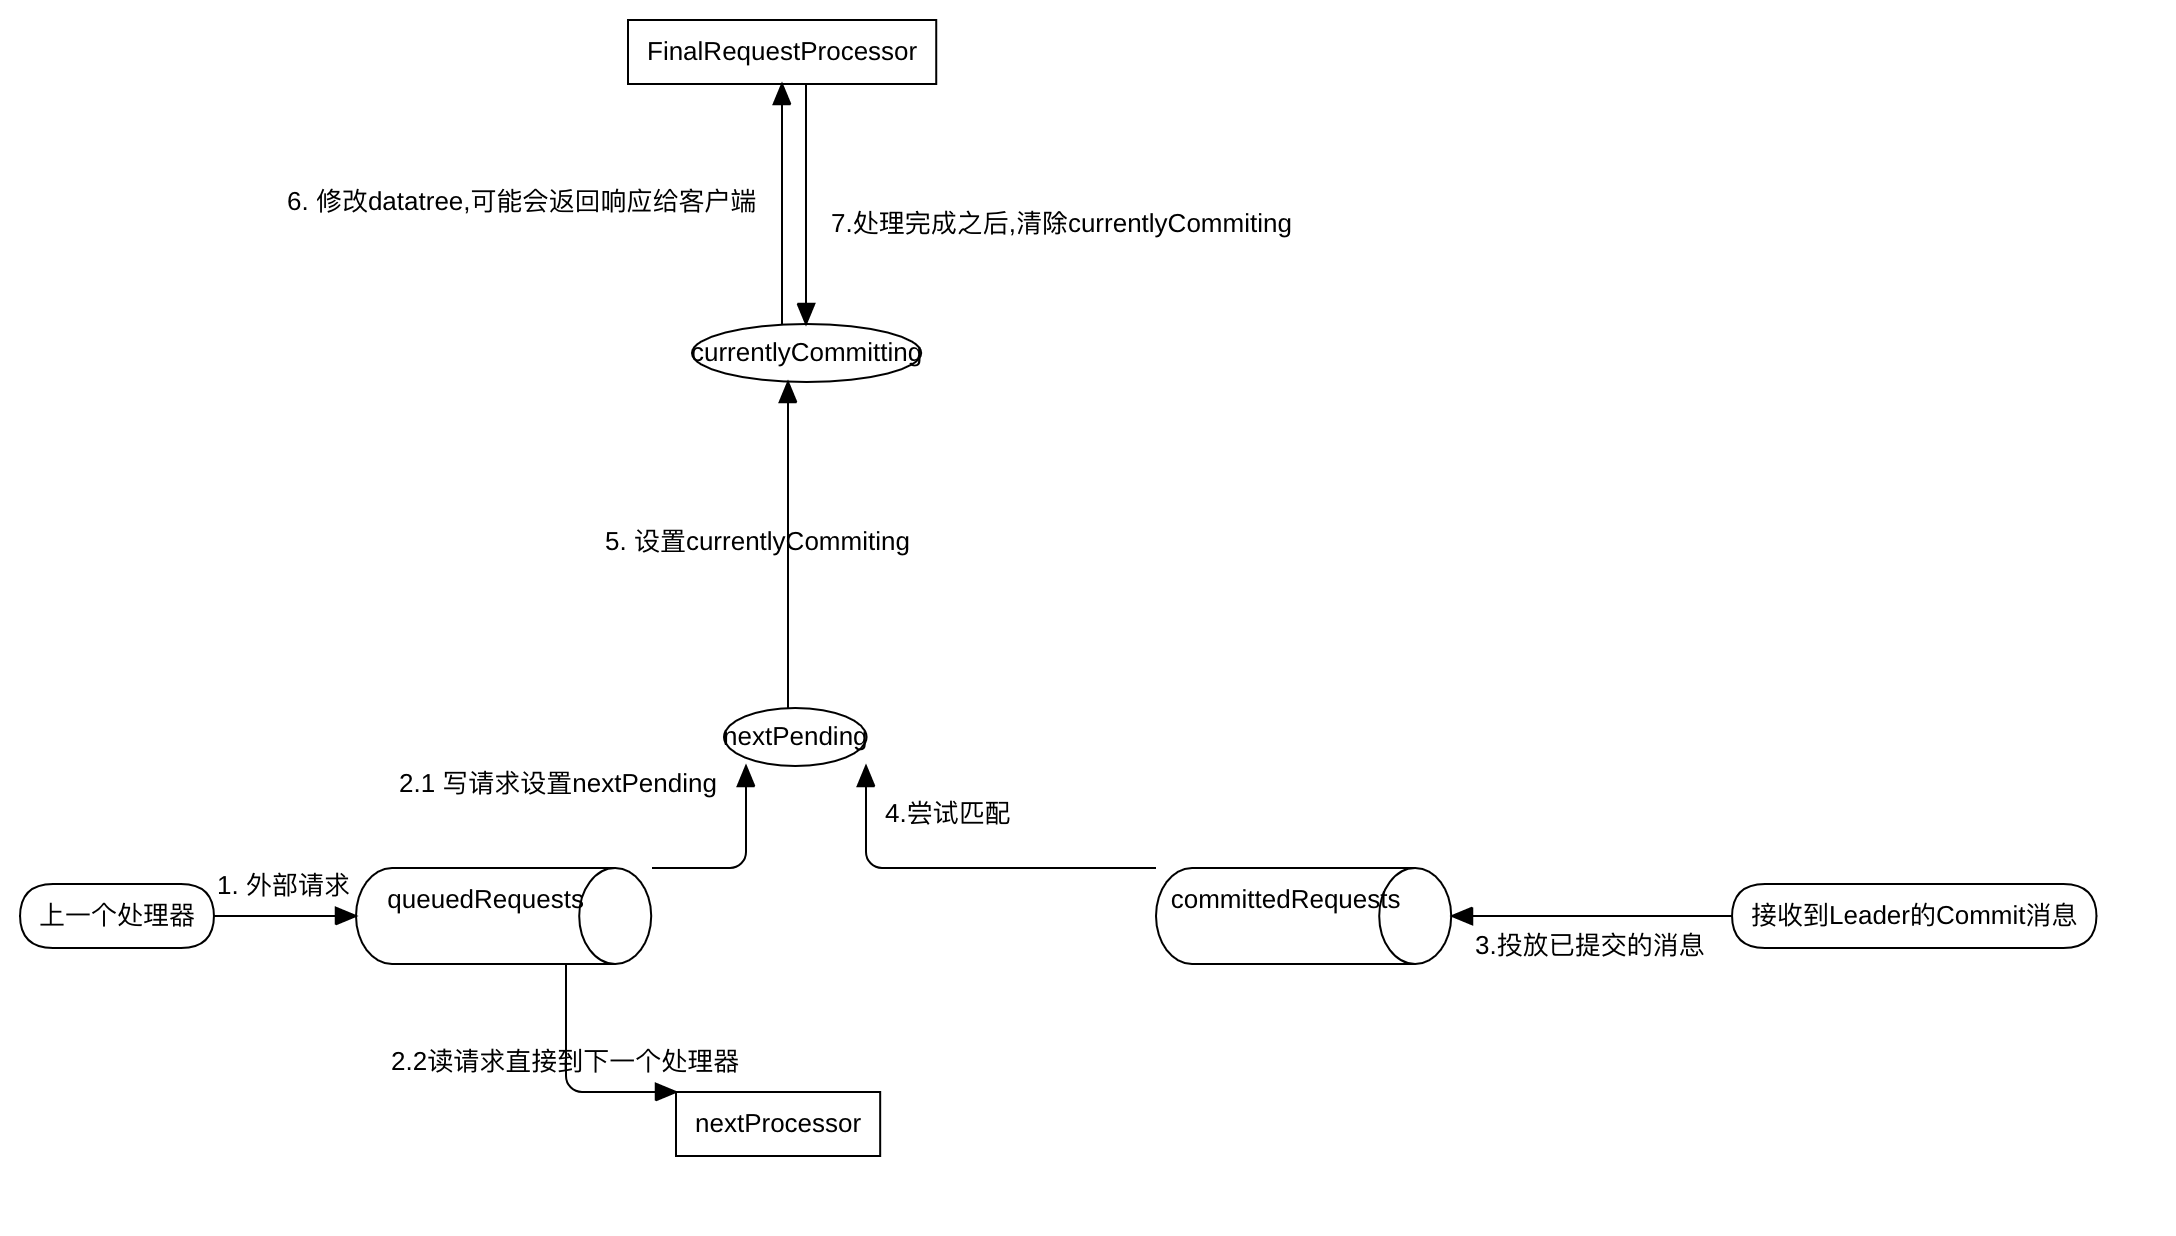 FinalRequestProcessor
6. 修改datatree,可能会返回响应给客户端
7.处理完成之后,清除currentlyCommiting
currentlyCommitting
5. 设置currentlyCommiting
nextPending
2.1 写请求设置nextPending
4.尝试匹配
1. 外部请求
上一个处理器
queuedRequests
committedRequests
接收到Leader的Commit消息
3.投放已提交的消息
2.2读请求直接到下一个处理器
nextProcessor